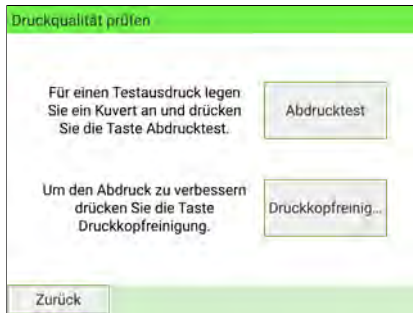 Druckqualität prüfen
Für einen Testausdruck legen
Sie ein Kuvert an und drücken
Sie die Taste Abdrucktest.
Abdrucktest
Um den Abdruck zu verbessern
drücken Sie die Taste
Druckkopfreinigung.
Druckkopfreinig...
Zurück